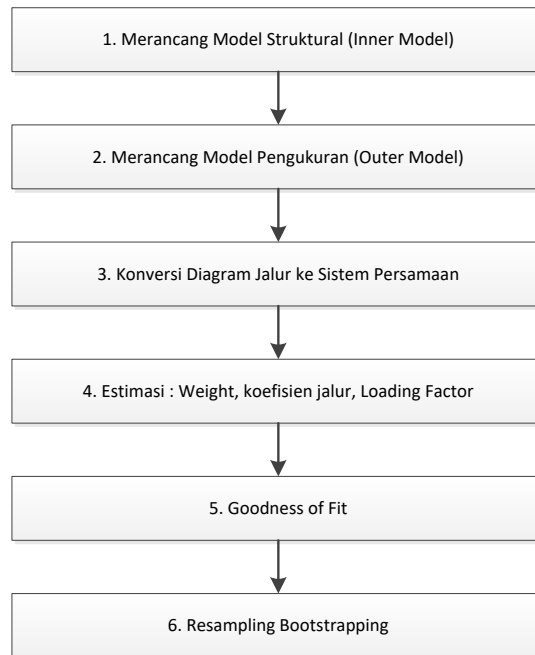 1. Merancang Model Struktural (Inner Model)
2. Merancang Model Pengukuran (Outer Model)
3. Konversi Diagram Jalur ke Sistem Persamaan
4. Estimasi : Weight, koefisien jalur, Loading Factor
5. Goodness of Fit
6. Resampling Bootstrapping